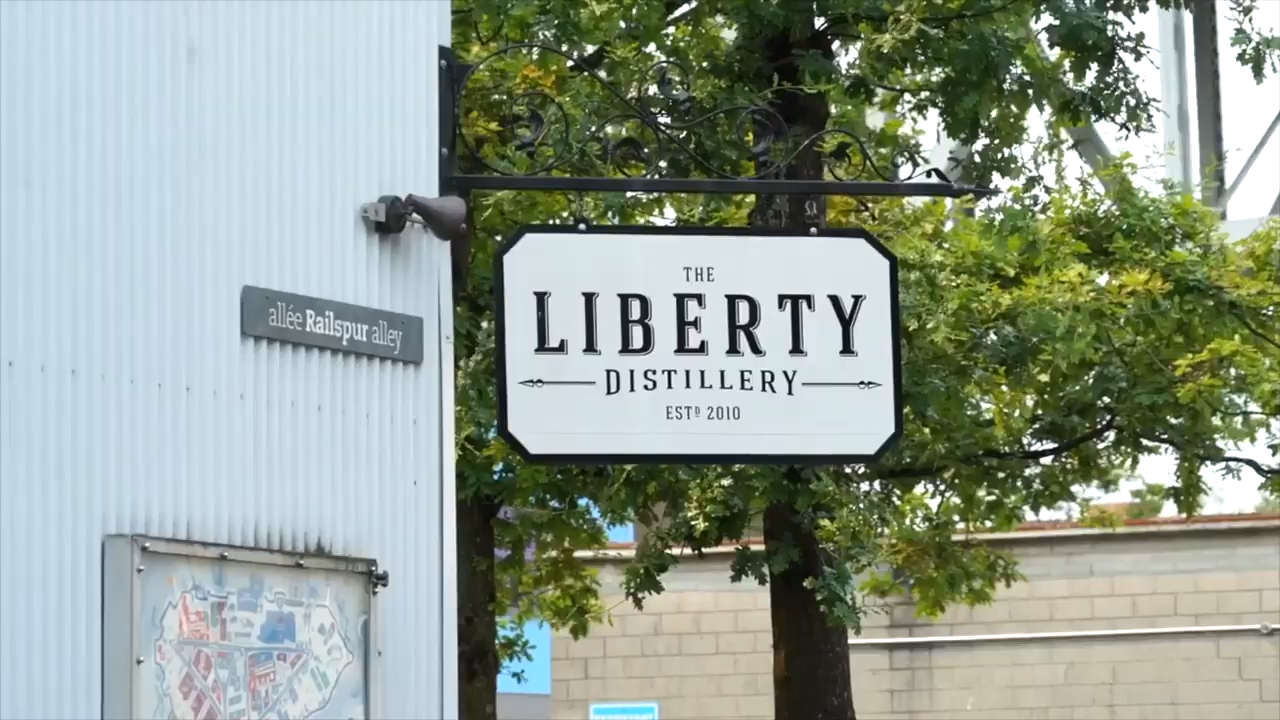 allée Railspur alley
THE
LIBERTY
DISTILLERY
ESTD 2010